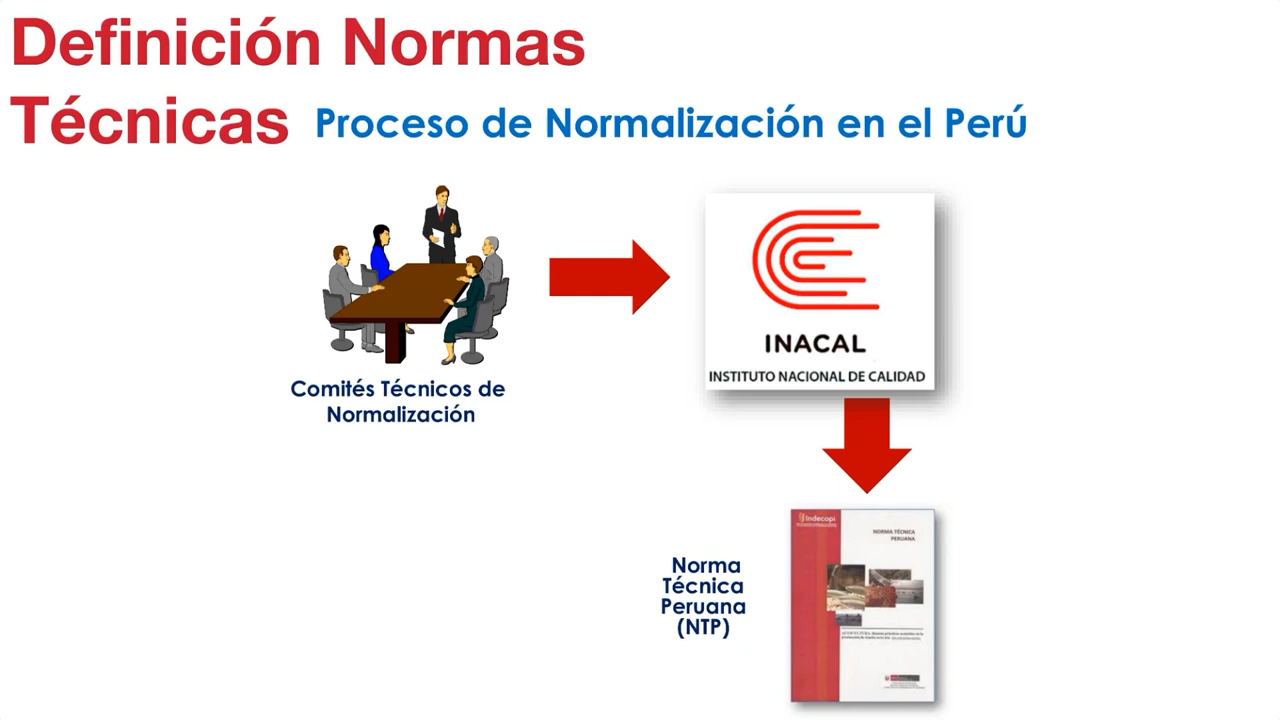 Definición Normas
Técnicas
Proceso de Normalización en el Perú
INACAL
INSTITUTO NACIONAL DE CALIDAD
Comités Técnicos de
Normalización
Indecopi
NORMA TÉCNICA
PERUANA
Norma
Técnica
Peruana
(NTP)